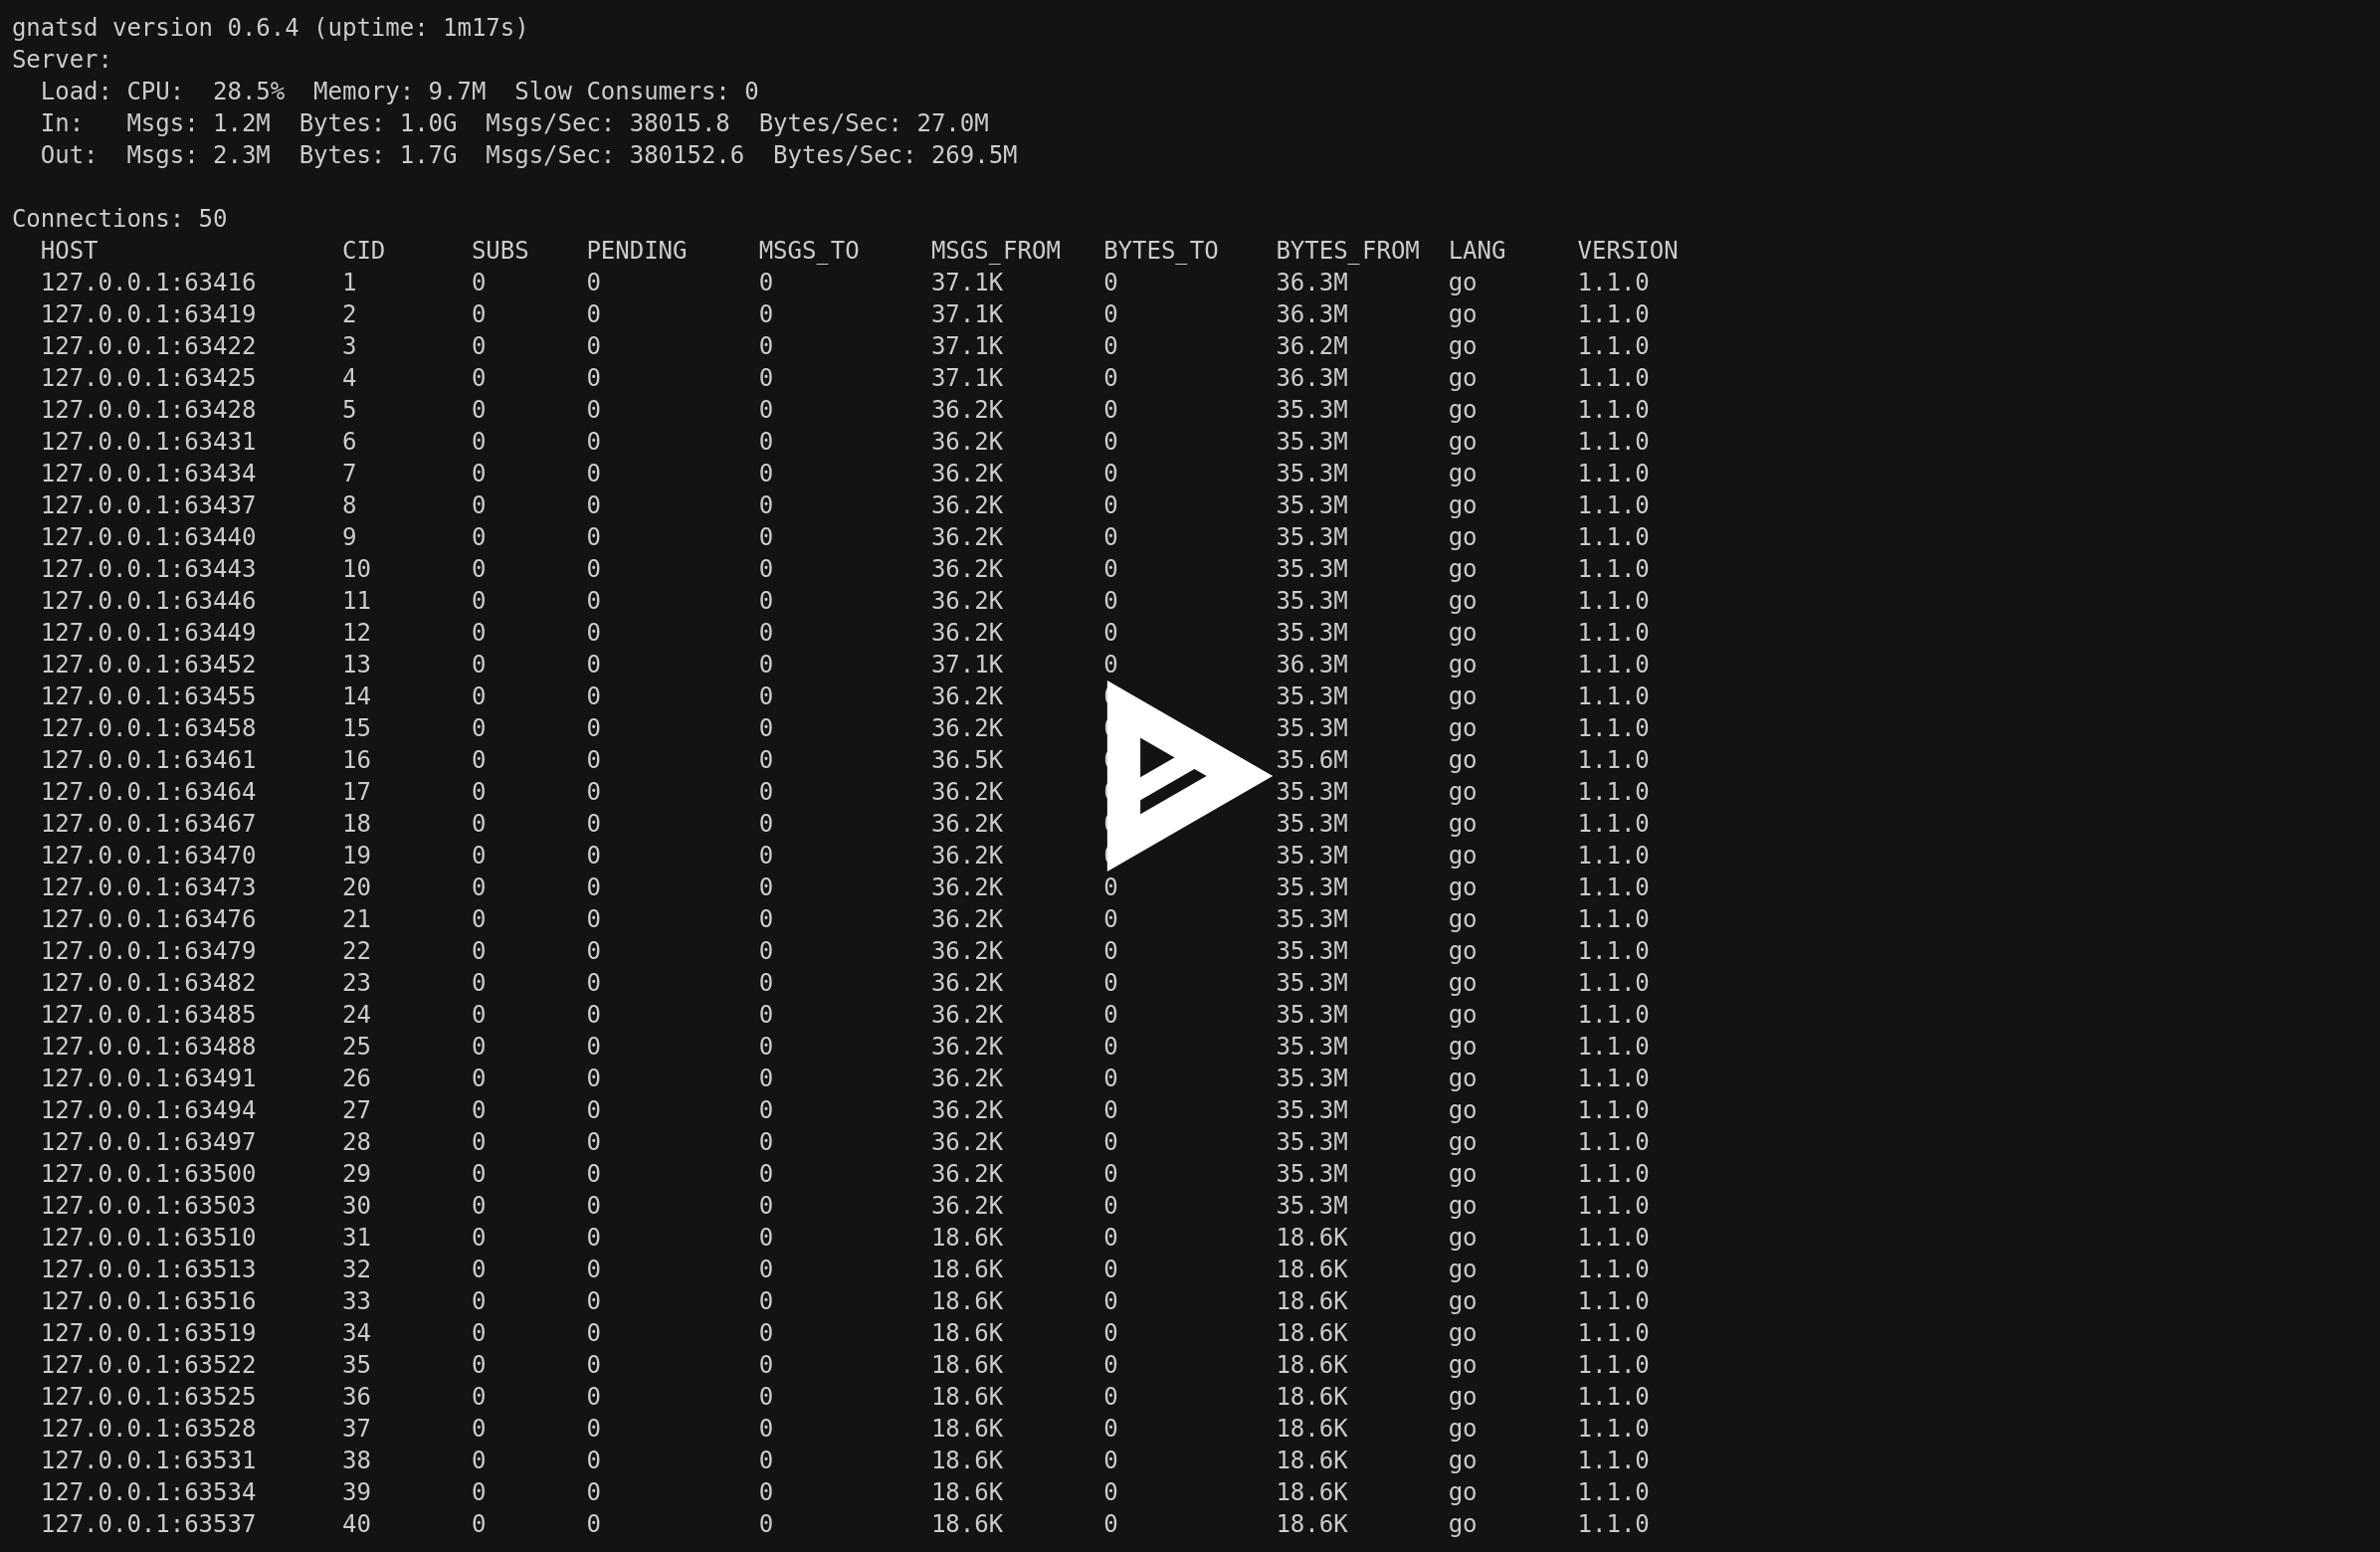 gnatsd version 0.6.4 (uptime: 1m17s)
Server:
  Load: CPU:  28.5%  Memory: 9.7M  Slow Consumers: 0
  In:   Msgs: 1.2M  Bytes: 1.0G  Msgs/Sec: 38015.8  Bytes/Sec: 27.0M
  Out:  Msgs: 2.3M  Bytes: 1.7G  Msgs/Sec: 380152.6  Bytes/Sec: 269.5M

Connections: 50
  HOST                 CID      SUBS    PENDING     MSGS_TO     MSGS_FROM   BYTES_TO    BYTES_FROM  LANG     VERSION
  127.0.0.1:63416      1        0       0           0           37.1K       0           36.3M       go       1.1.0
  127.0.0.1:63419      2        0       0           0           37.1K       0           36.3M       go       1.1.0
  127.0.0.1:63422      3        0       0           0           37.1K       0           36.2M       go       1.1.0
  127.0.0.1:63425      4        0       0           0           37.1K       0           36.3M       go       1.1.0
  127.0.0.1:63428      5        0       0           0           36.2K       0           35.3M       go       1.1.0
  127.0.0.1:63431      6        0       0           0           36.2K       0           35.3M       go       1.1.0
  127.0.0.1:63434      7        0       0           0           36.2K       0           35.3M       go       1.1.0
  127.0.0.1:63437      8        0       0           0           36.2K       0           35.3M       go       1.1.0
  127.0.0.1:63440      9        0       0           0           36.2K       0           35.3M       go       1.1.0
  127.0.0.1:63443      10       0       0           0           36.2K       0           35.3M       go       1.1.0
  127.0.0.1:63446      11       0       0           0           36.2K       0           35.3M       go       1.1.0
  127.0.0.1:63449      12       0       0           0           36.2K       0           35.3M       go       1.1.0
  127.0.0.1:63452      13       0       0           0           37.1K       0           36.3M       go       1.1.0
  127.0.0.1:63455      14       0       0           0           36.2K                   35.3M       go       1.1.0
  127.0.0.1:63458      15       0       0           0           36.2K                   35.3M       go       1.1.0
  127.0.0.1:63461      16       0       0           0           36.5K                   35.6M       go       1.1.0
  127.0.0.1:63464      17       0       0           0           36.2K                   35.3M       go       1.1.0
  127.0.0.1:63467      18       0       0           0           36.2K                   35.3M       go       1.1.0
  127.0.0.1:63470      19       0       0           0           36.2K                   35.3M       go       1.1.0
  127.0.0.1:63473      20       0       0           0           36.2K       0           35.3M       go       1.1.0
  127.0.0.1:63476      21       0       0           0           36.2K       0           35.3M       go       1.1.0
  127.0.0.1:63479      22       0       0           0           36.2K       0           35.3M       go       1.1.0
  127.0.0.1:63482      23       0       0           0           36.2K       0           35.3M       go       1.1.0
  127.0.0.1:63485      24       0       0           0           36.2K       0           35.3M       go       1.1.0
  127.0.0.1:63488      25       0       0           0           36.2K       0           35.3M       go       1.1.0
  127.0.0.1:63491      26       0       0           0           36.2K       0           35.3M       go       1.1.0
  127.0.0.1:63494      27       0       0           0           36.2K       0           35.3M       go       1.1.0
  127.0.0.1:63497      28       0       0           0           36.2K       0           35.3M       go       1.1.0
  127.0.0.1:63500      29       0       0           0           36.2K       0           35.3M       go       1.1.0
  127.0.0.1:63503      30       0       0           0           36.2K       0           35.3M       go       1.1.0
  127.0.0.1:63510      31       0       0           0           18.6K       0           18.6K       go       1.1.0
  127.0.0.1:63513      32       0       0           0           18.6K       0           18.6K       go       1.1.0
  127.0.0.1:63516      33       0       0           0           18.6K       0           18.6K       go       1.1.0
  127.0.0.1:63519      34       0       0           0           18.6K       0           18.6K       go       1.1.0
  127.0.0.1:63522      35       0       0           0           18.6K       0           18.6K       go       1.1.0
  127.0.0.1:63525      36       0       0           0           18.6K       0           18.6K       go       1.1.0
  127.0.0.1:63528      37       0       0           0           18.6K       0           18.6K       go       1.1.0
  127.0.0.1:63531      38       0       0           0           18.6K       0           18.6K       go       1.1.0
  127.0.0.1:63534      39       0       0           0           18.6K       0           18.6K       go       1.1.0
  127.0.0.1:63537      40       0       0           0           18.6K       0           18.6K       go       1.1.0